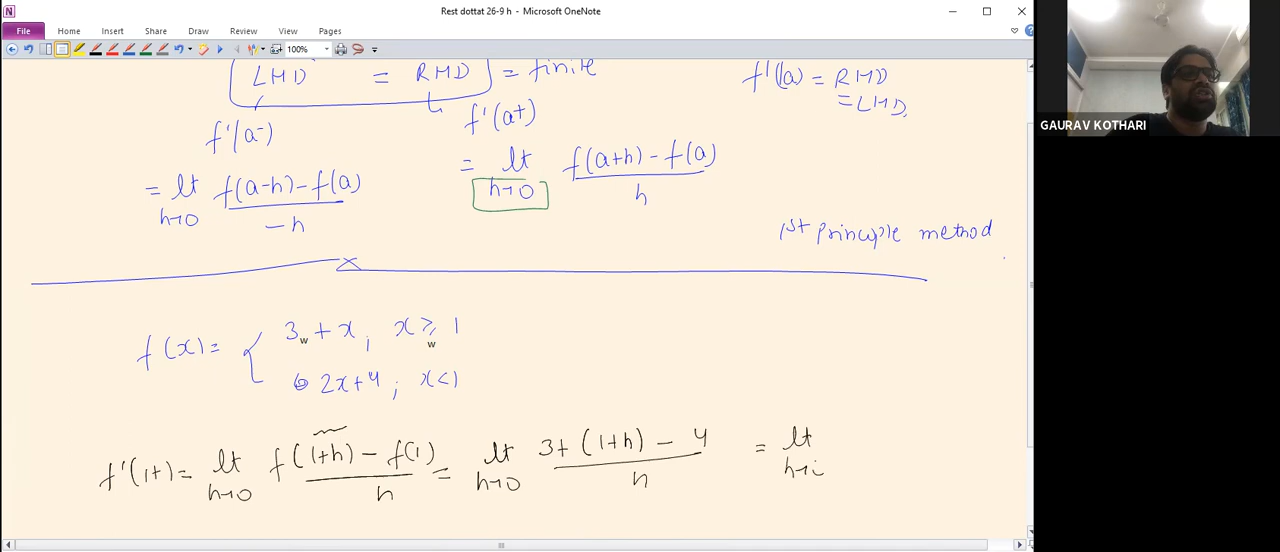 Rest dottat 26-9 h - Microsoft OneNote
File Home Insert Share Draw Review View Pages
100%
LHD = RHD = finite
f'(a) = RHD
= LHD,
f'(a-)
f'(a+)
= lt f(a-h) - f(a)
h→0 -h
= lt f(a+h) - f(a)
h→0 h
1st principle method
x
f(x) = { 3 + x ; x ≥ 1
2x+4 ; x<1
w
w
f'(1+) = lt f(1+h) - f(1) = lt 3+(1+h) - 4 = lt
h→0 h h→0 h h→
GAURAV KOTHARI